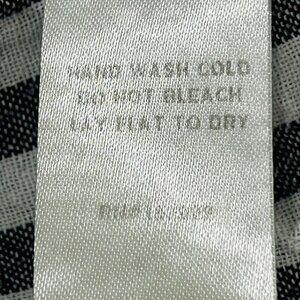 HAND WASH COLD
DO NOT BLEACH
LAY FLAT TO DRY